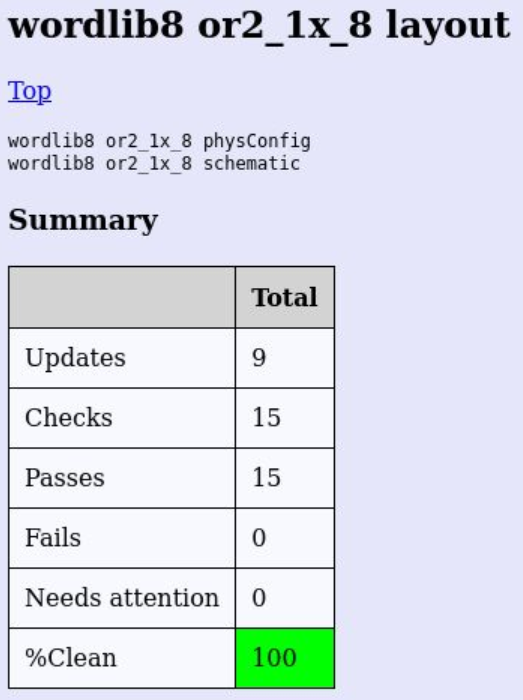 wordlib8 or2_1x_8 layout
Top
wordlib8 or2_1x_8 physConfig
wordlib8 or2_1x_8 schematic
Summary
Total
Updates 9
Checks 15
Passes 15
Fails 0
Needs attention 0
%Clean 100